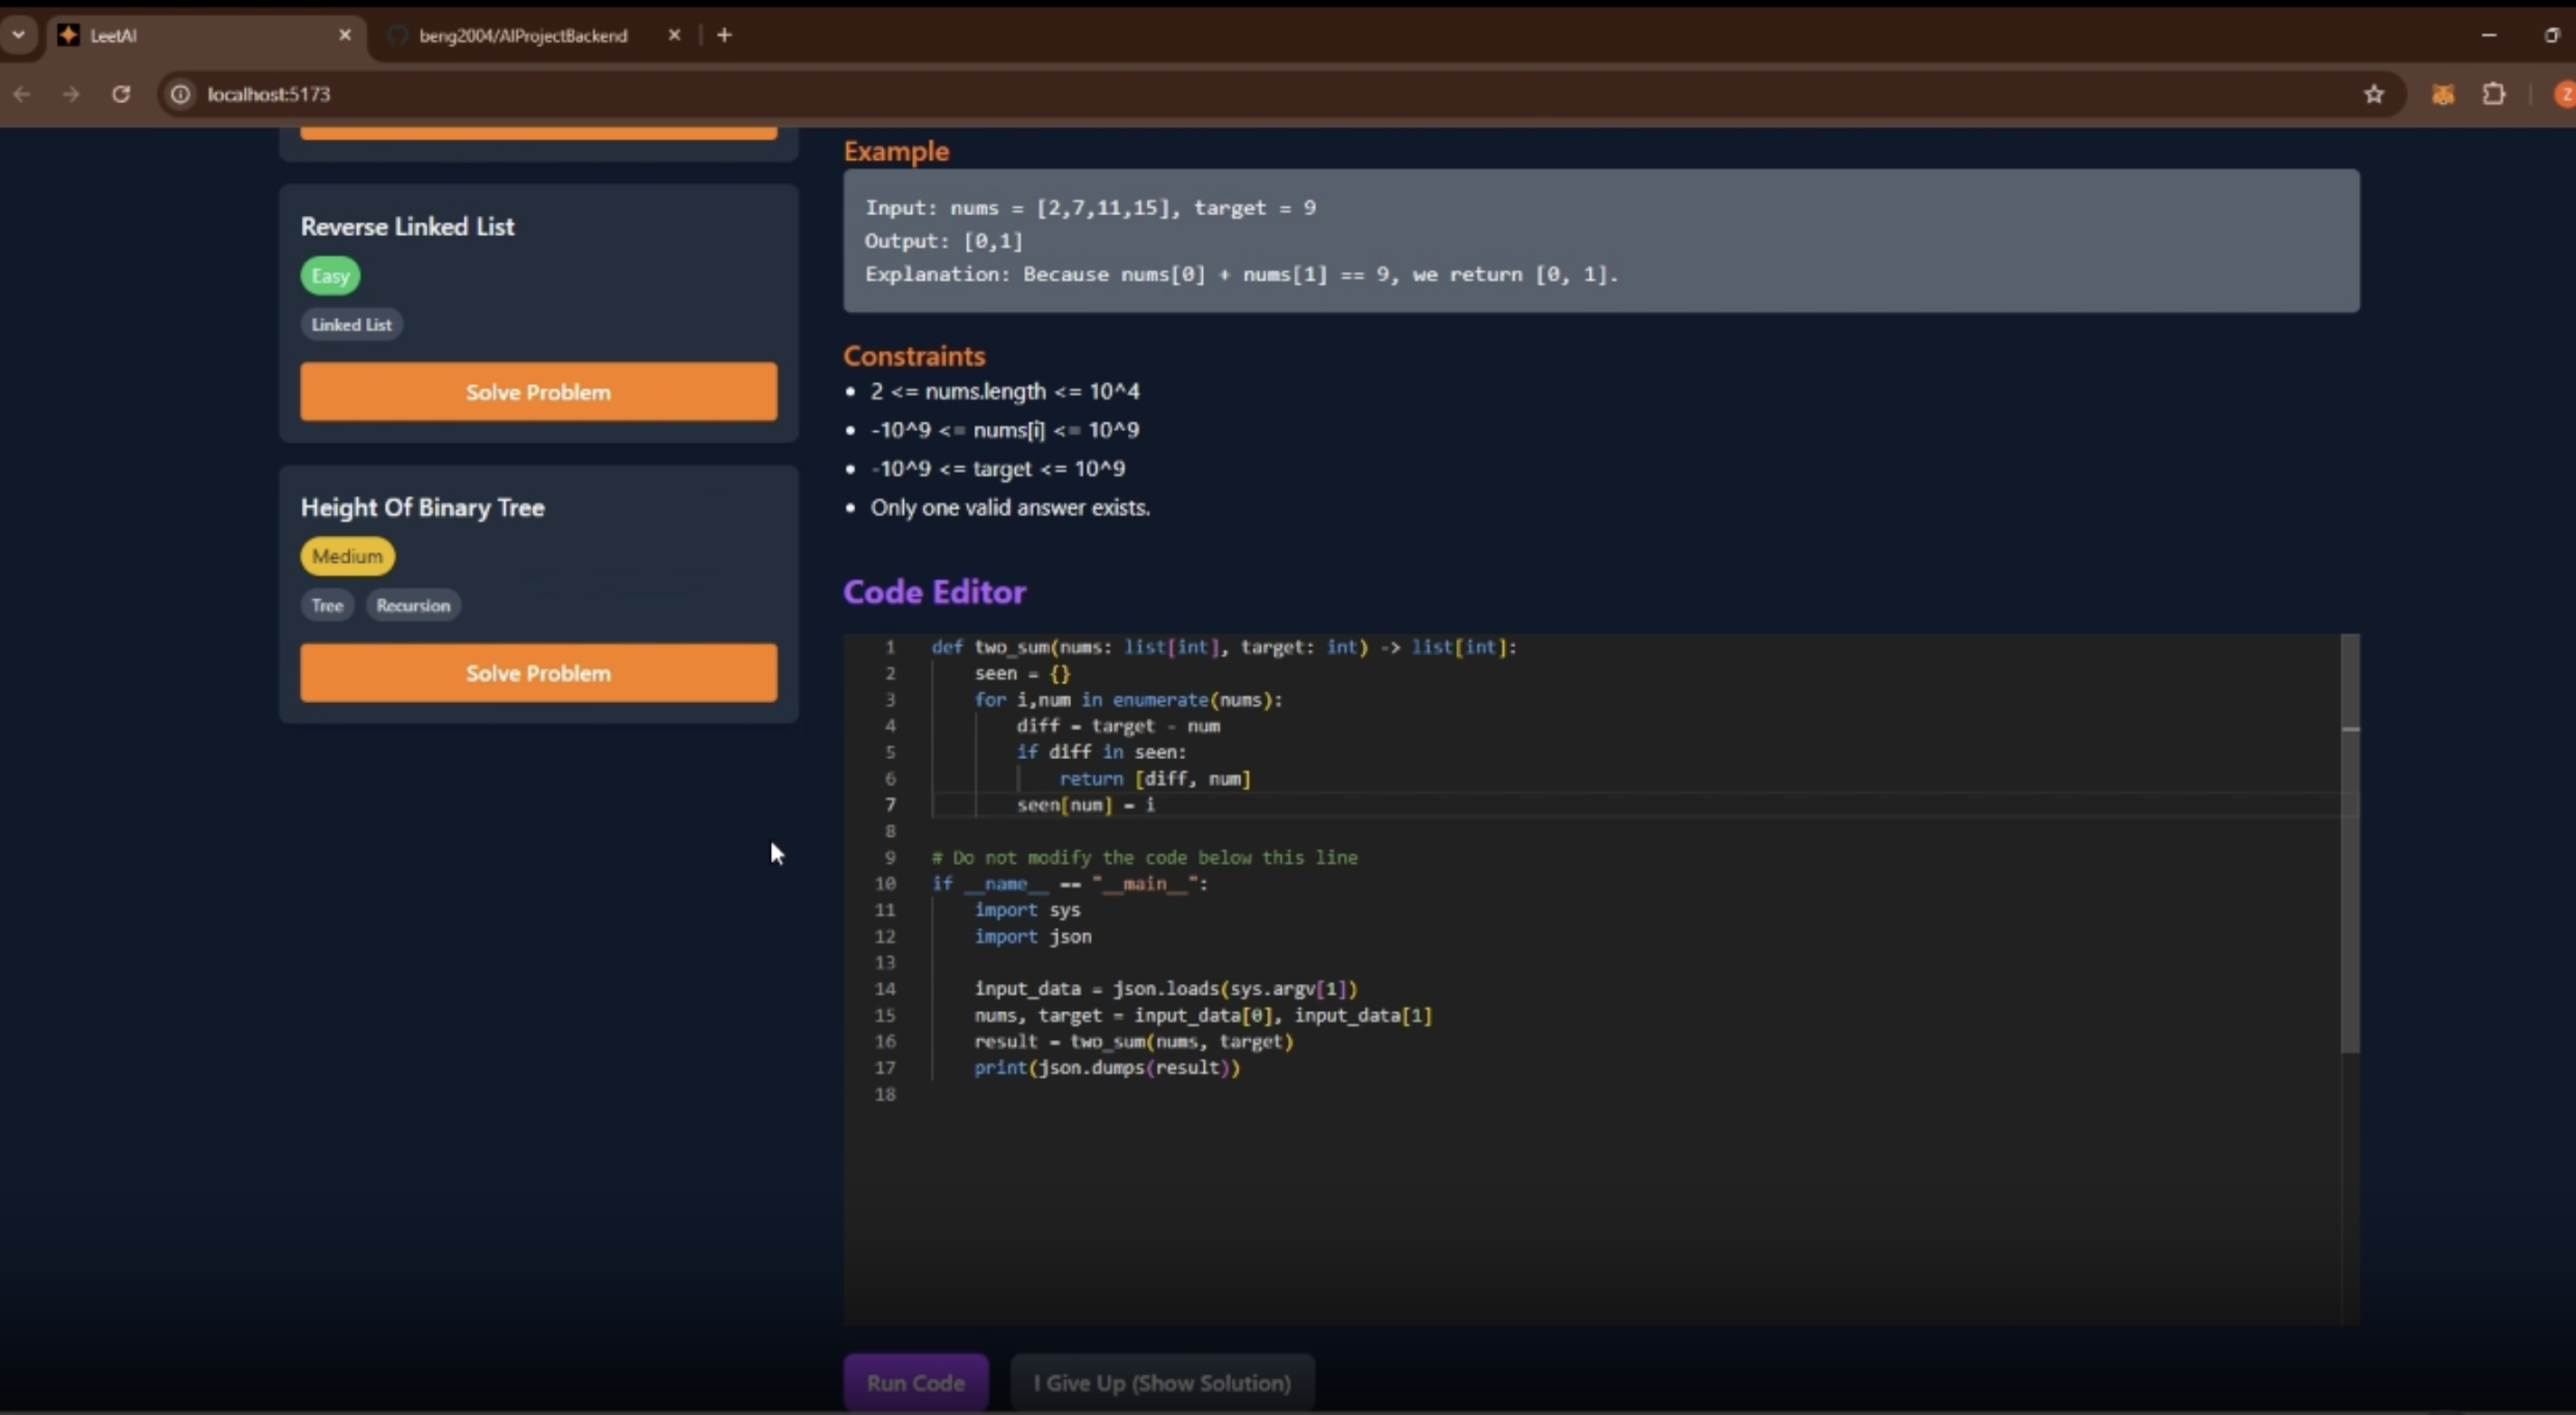 LeetAI
beng2004/AIProjectBackend
localhost:5173
Z
Reverse Linked List
Easy
Linked List
Solve Problem
Height Of Binary Tree
Medium
Tree Recursion
Solve Problem
Example
Input: nums = [2,7,11,15], target = 9
Output: [0,1]
Explanation: Because nums[0] + nums[1] == 9, we return [0, 1].
Constraints
• 2 <= nums.length <= 10^4
• -10^9 <= nums[i] <= 10^9
• -10^9 <= target <= 10^9
• Only one valid answer exists.
Code Editor
1 def two_sum(nums: list[int], target: int) -> list[int]:
2     seen = {}
3     for i,num in enumerate(nums):
4         diff = target - num
5         if diff in seen:
6             return [diff, num]
7         seen[num] = i
8
9 # Do not modify the code below this line
10 if __name__ == "__main__":
11     import sys
12     import json
13
14     input_data = json.loads(sys.argv[1])
15     nums, target = input_data[0], input_data[1]
16     result = two_sum(nums, target)
17     print(json.dumps(result))
18
Run Code
I Give Up (Show Solution)